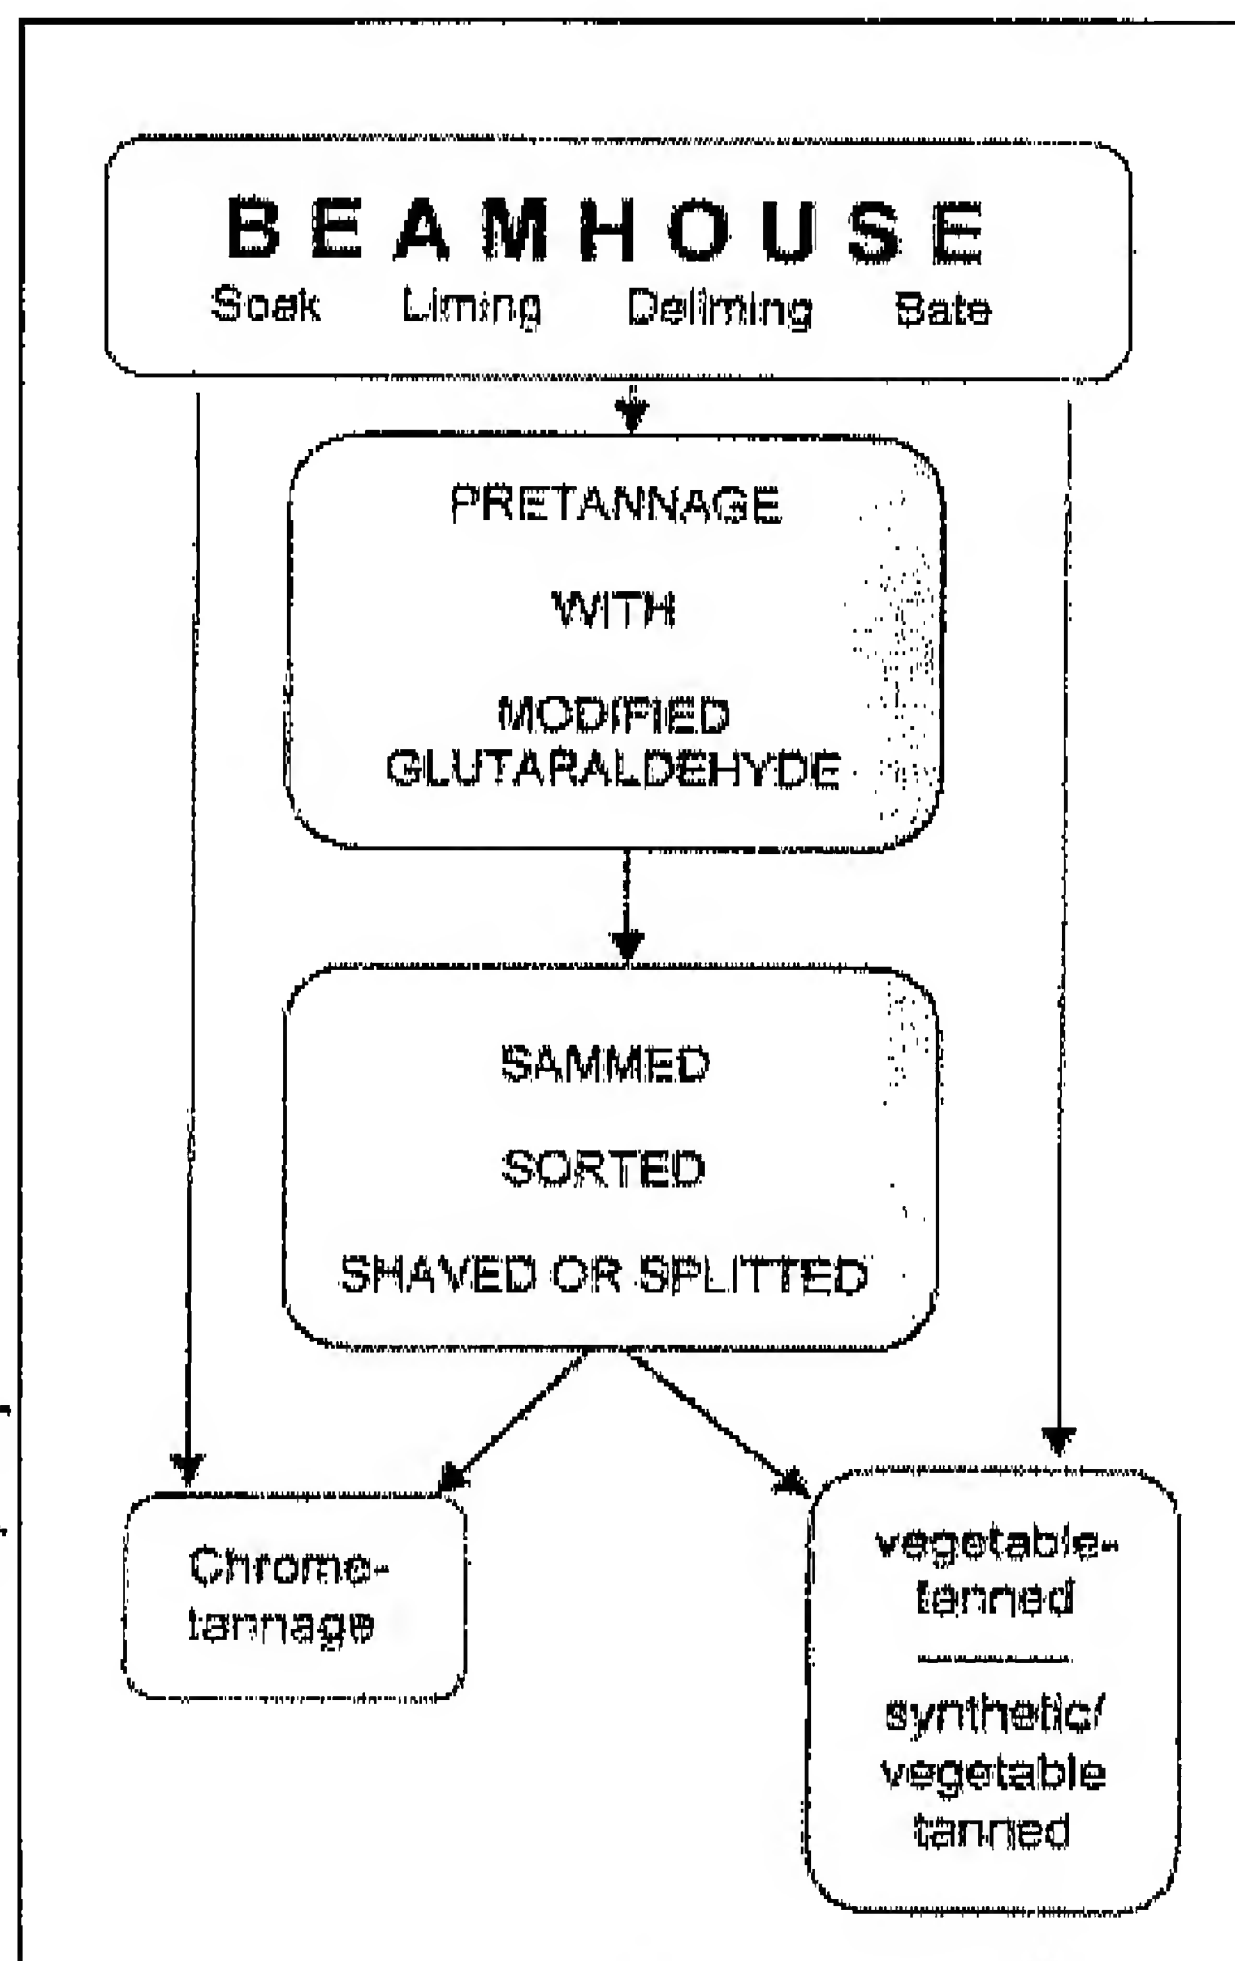 BEAMHOUSE
Soak Liming Deliming Bate
PRETANNAGE
WITH
MODIFIED
GLUTARALDEHYDE
SAMMED
SORTED
SHAVED OR SPLITTED
Chrome-
tannage
vegetable-
tanned
synthetic/
vegetable
tanned